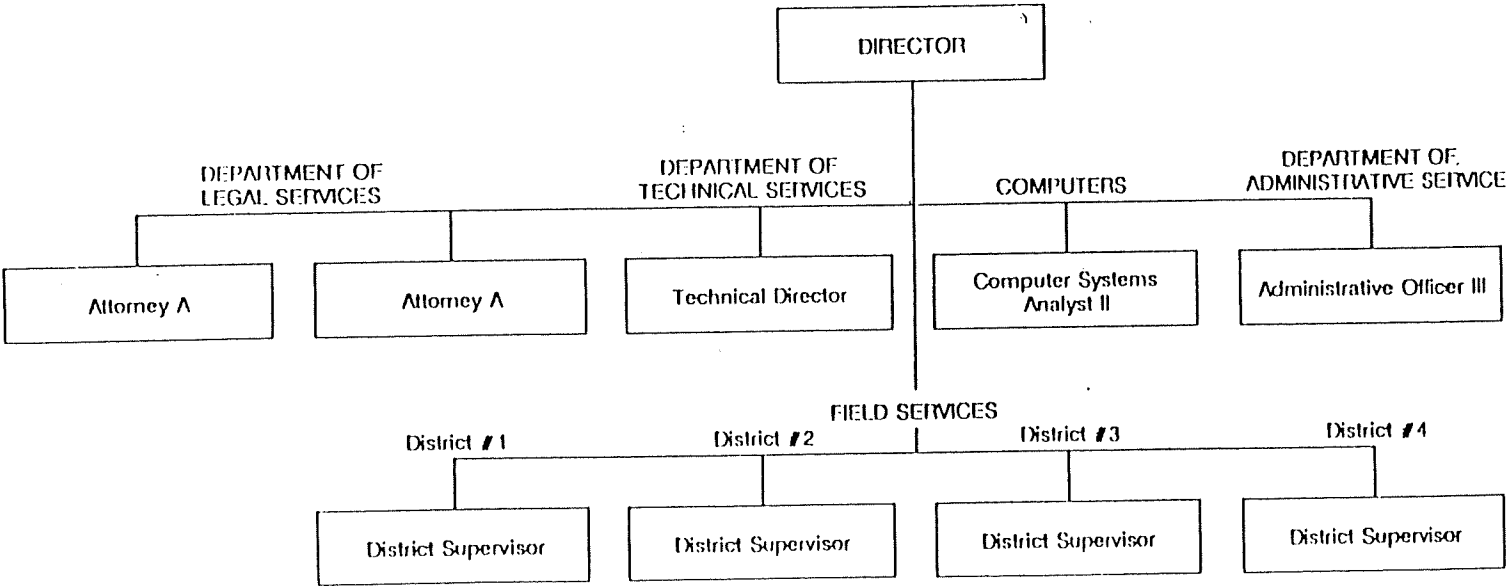 DIRECTOR
DEPARTMENT OF
LEGAL SERVICES
DEPARTMENT OF
TECHNICAL SERVICES
COMPUTERS
DEPARTMENT OF
ADMINISTRATIVE SERVICE
Attorney A
Attorney A
Technical Director
Computer Systems
Analyst II
Administrative Officer III
FIELD SERVICES
District #1
District #2
District #3
District #4
District Supervisor
District Supervisor
District Supervisor
District Supervisor